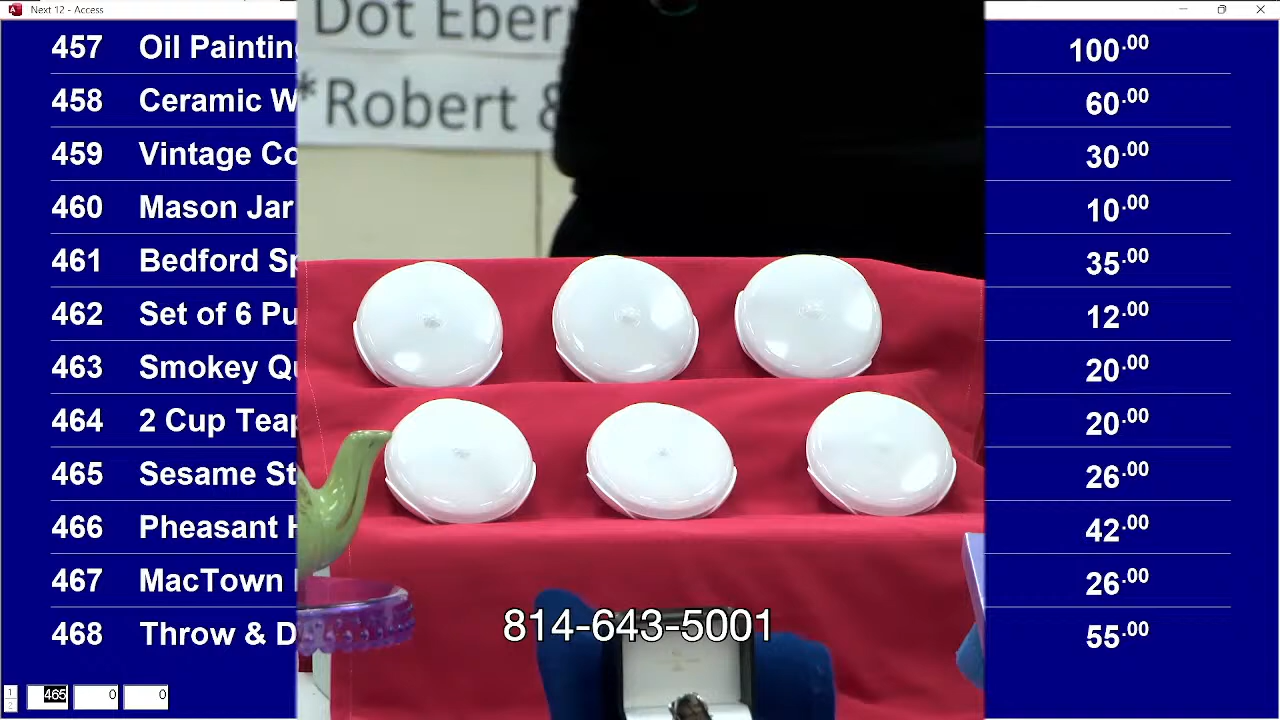 Next 12 - Access
Dot Eber
*Robert &
457 Oil Painting 100.00
458 Ceramic W 60.00
459 Vintage Co 30.00
460 Mason Jar 10.00
461 Bedford Sp 35.00
462 Set of 6 Pu 12.00
463 Smokey Qu 20.00
464 2 Cup Teap 20.00
465 Sesame St 26.00
466 Pheasant H 42.00
467 MacTown 26.00
468 Throw & D 55.00
814-643-5001
1 465 0 0
2